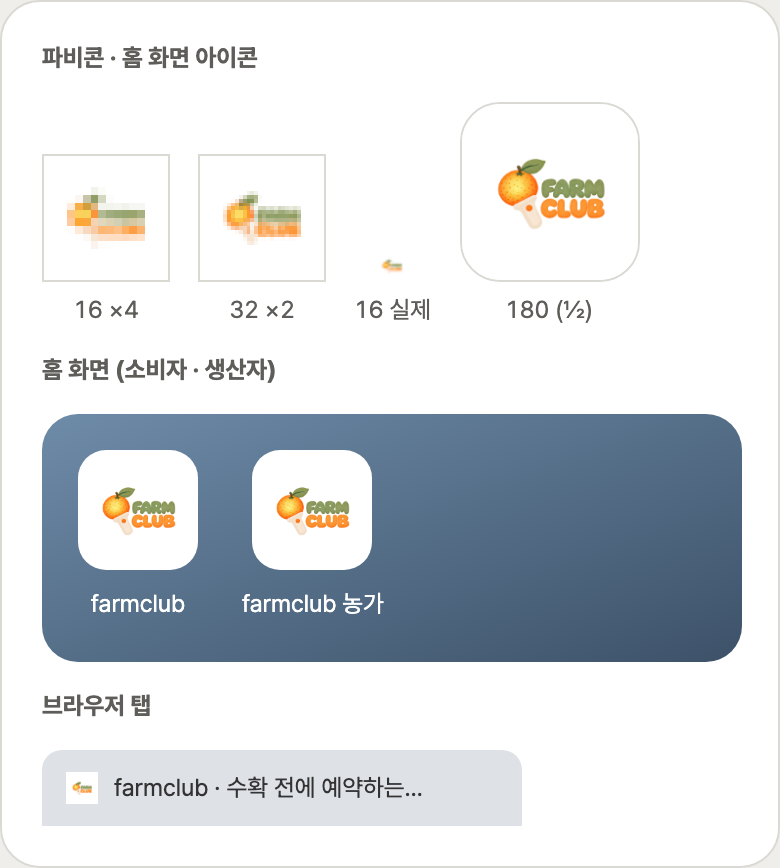 파비콘 · 홈 화면 아이콘
FARM
CLUB
16 ×4
32 ×2
16 실제
180 (½)
홈 화면 (소비자 · 생산자)
FARM
CLUB
FARM
CLUB
farmclub
farmclub 농가
브라우저 탭
farmclub · 수확 전에 예약하는...